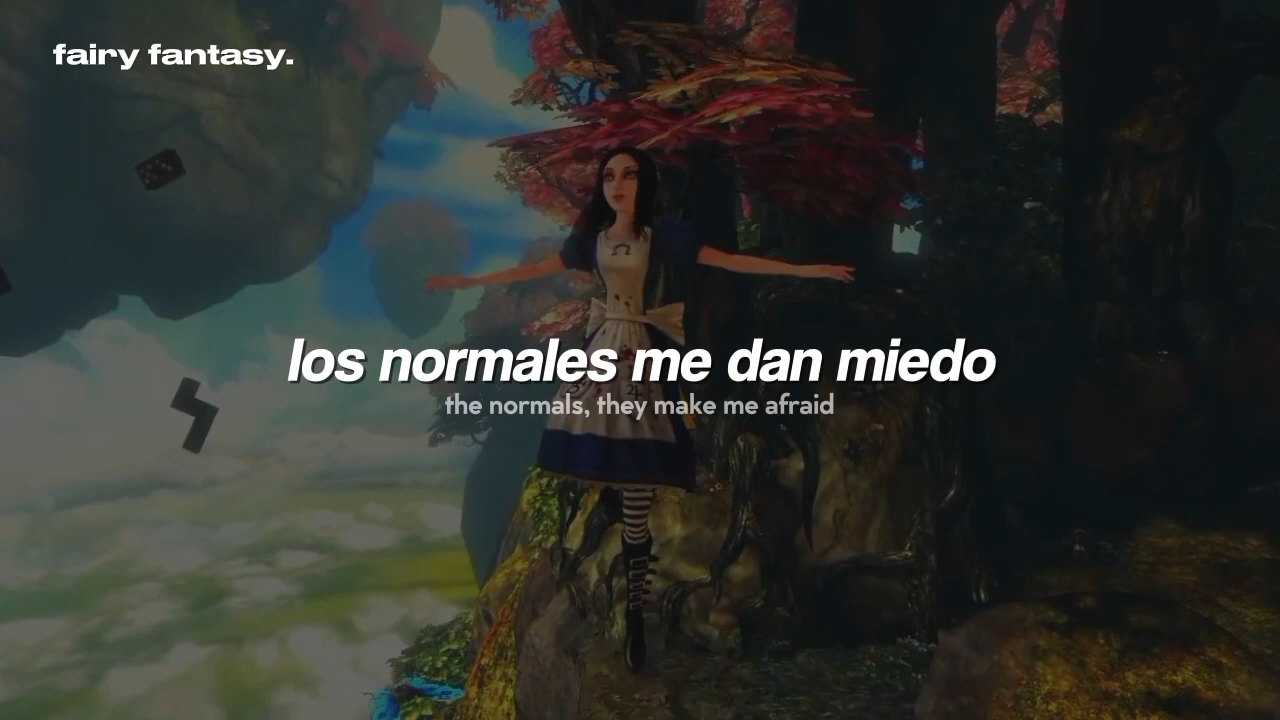 fairy fantasy.
los normales me dan miedo
the normals, they make me afraid